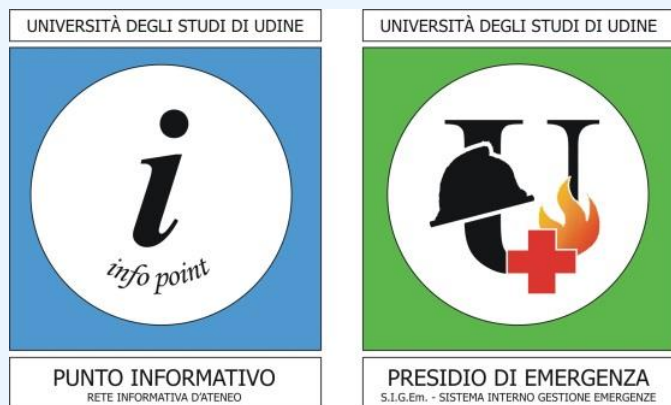 UNIVERSITÀ DEGLI STUDI DI UDINE
i
info point
PUNTO INFORMATIVO
RETE INFORMATIVA D'ATENEO
UNIVERSITÀ DEGLI STUDI DI UDINE
U
PRESIDIO DI EMERGENZA
S.I.G.Em. - SISTEMA INTERNO GESTIONE EMERGENZE